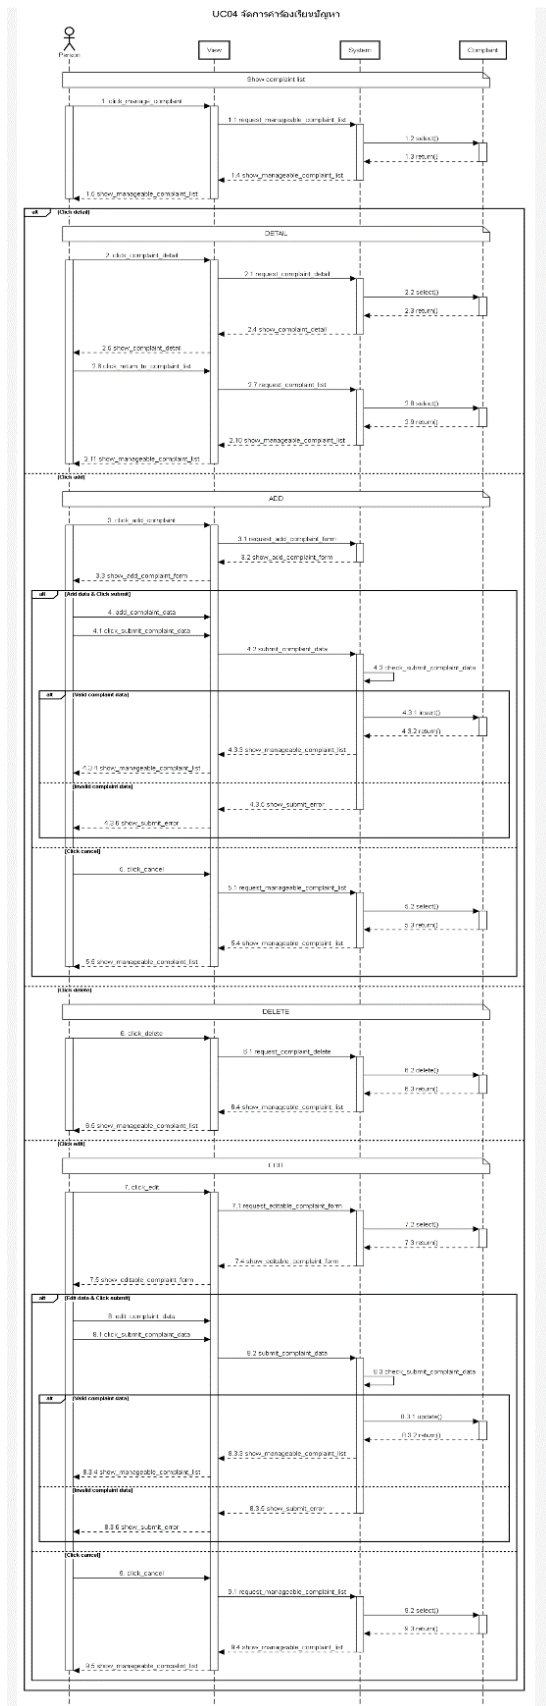 UC04 จัดการคำร้องเรียนปัญหา
Person
View
System
Complaint
Show complaint list
1. click_manage_complaint
1.1 request_manageable_complaint_list
1.2 select()
1.3 return()
1.4 show_manageable_complaint_list
1.5 show_manageable_complaint_list
alt
[Click detail]
DETAIL
2. click_complaint_detail
2.1 request_complaint_detail
2.2 select()
2.3 return()
2.4 show_complaint_detail
2.5 show_complaint_detail
2.6 click_return_to_complaint_list
2.7 request_complaint_list
2.8 select()
2.9 return()
2.10 show_manageable_complaint_list
2.11 show_manageable_complaint_list
[Click add]
ADD
3. click_add_complaint
3.1 request_add_complaint_form
3.2 show_add_complaint_form
3.3 show_add_complaint_form
alt
[Add data & Click submit]
4. add_complaint_data
4.1 click_submit_complaint_data
4.2 submit_complaint_data
4.3 check_submit_complaint_data
alt
[Valid complaint data]
4.3.1 insert()
4.3.2 return()
4.3.3 show_manageable_complaint_list
4.3.4 show_manageable_complaint_list
[Invalid complaint data]
4.3.5 show_submit_error
4.3.6 show_submit_error
[Click cancel]
5. click_cancel
5.1 request_manageable_complaint_list
5.2 select()
5.3 return()
5.4 show_manageable_complaint_list
5.5 show_manageable_complaint_list
[Click delete]
DELETE
6. click_delete
6.1 request_complaint_delete
6.2 delete()
6.3 return()
6.4 show_manageable_complaint_list
6.5 show_manageable_complaint_list
[Click edit]
EDIT
7. click_edit
7.1 request_editable_complaint_form
7.2 select()
7.3 return()
7.4 show_editable_complaint_form
7.5 show_editable_complaint_form
alt
[Edit data & Click submit]
8. edit_complaint_data
8.1 click_submit_complaint_data
8.2 submit_complaint_data
8.3 check_submit_complaint_data
alt
[Valid complaint data]
8.3.1 update()
8.3.2 return()
8.3.3 show_manageable_complaint_list
8.3.4 show_manageable_complaint_list
[Invalid complaint data]
8.3.5 show_submit_error
8.3.6 show_submit_error
[Click cancel]
9. click_cancel
9.1 request_manageable_complaint_list
9.2 select()
9.3 return()
9.4 show_manageable_complaint_list
9.5 show_manageable_complaint_list